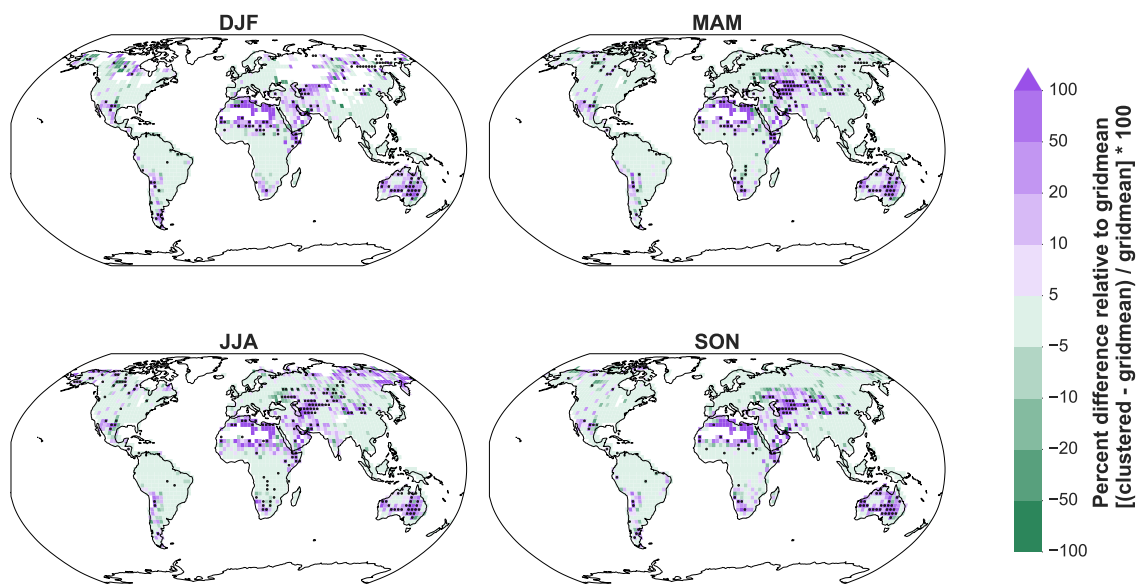 DJF
MAM
JJA
SON
100
50
20
10
5
−5
−10
−20
−50
−100
Percent difference relative to gridmean
[(clustered - gridmean) / gridmean] * 100